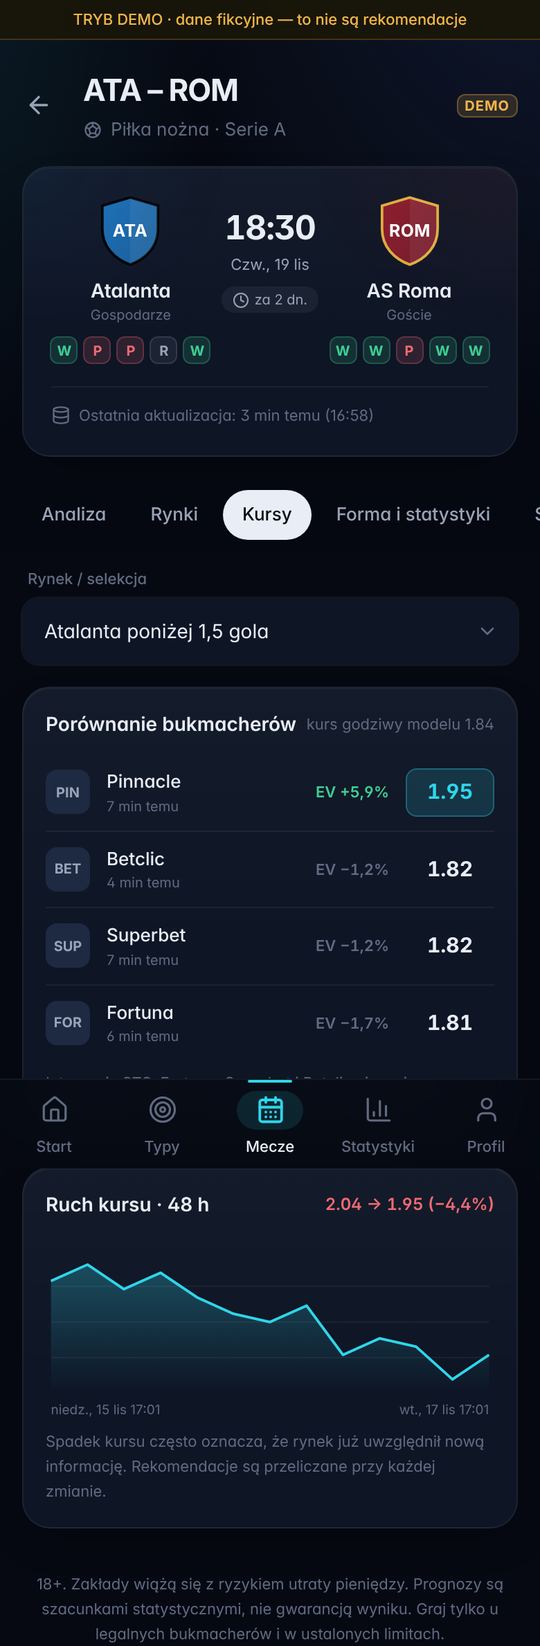 TRYB DEMO · dane fikcyjne — to nie są rekomendacje
ATA – ROM
Piłka nożna · Serie A
DEMO
ATA
18:30
ROM
Czw., 19 lis
Atalanta
za 2 dn.
AS Roma
Gospodarze
Goście
W P P R W
W W P W W
Ostatnia aktualizacja: 3 min temu (16:58)
Analiza Rynki Kursy Forma i statystyki
Rynek / selekcja
Atalanta poniżej 1,5 gola
Porównanie bukmacherów kurs godziwy modelu 1.84
PIN Pinnacle EV +5,9% 1.95
7 min temu
BET Betclic EV −1,2% 1.82
4 min temu
SUP Superbet EV −1,2% 1.82
7 min temu
FOR Fortuna EV −1,7% 1.81
6 min temu
Start Typy Mecze Statystyki Profil
Ruch kursu · 48 h 2.04 → 1.95 (−4,4%)
niedz., 15 lis 17:01 wt., 17 lis 17:01
Spadek kursu często oznacza, że rynek już uwzględnił nową
informację. Rekomendacje są przeliczane przy każdej
zmianie.
18+. Zakłady wiążą się z ryzykiem utraty pieniędzy. Prognozy są
szacunkami statystycznymi, nie gwarancją wyniku. Graj tylko u
legalnych bukmacherów i w ustalonych limitach.